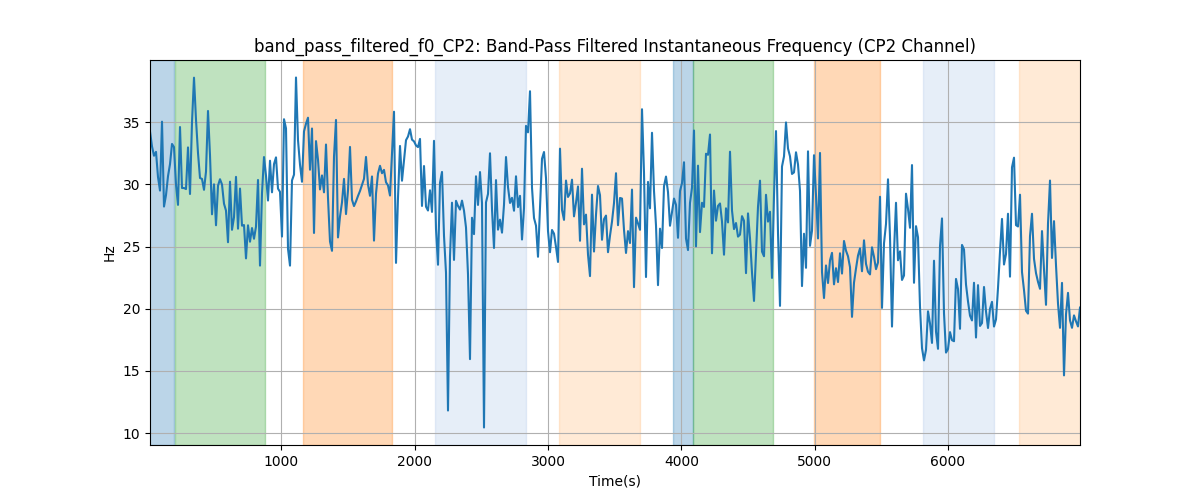 band_pass_filtered_f0_CP2: Band-Pass Filtered Instantaneous Frequency (CP2 Channel)
Hz
35
30
25
20
15
10
1000 2000 3000 4000 5000 6000
Time(s)